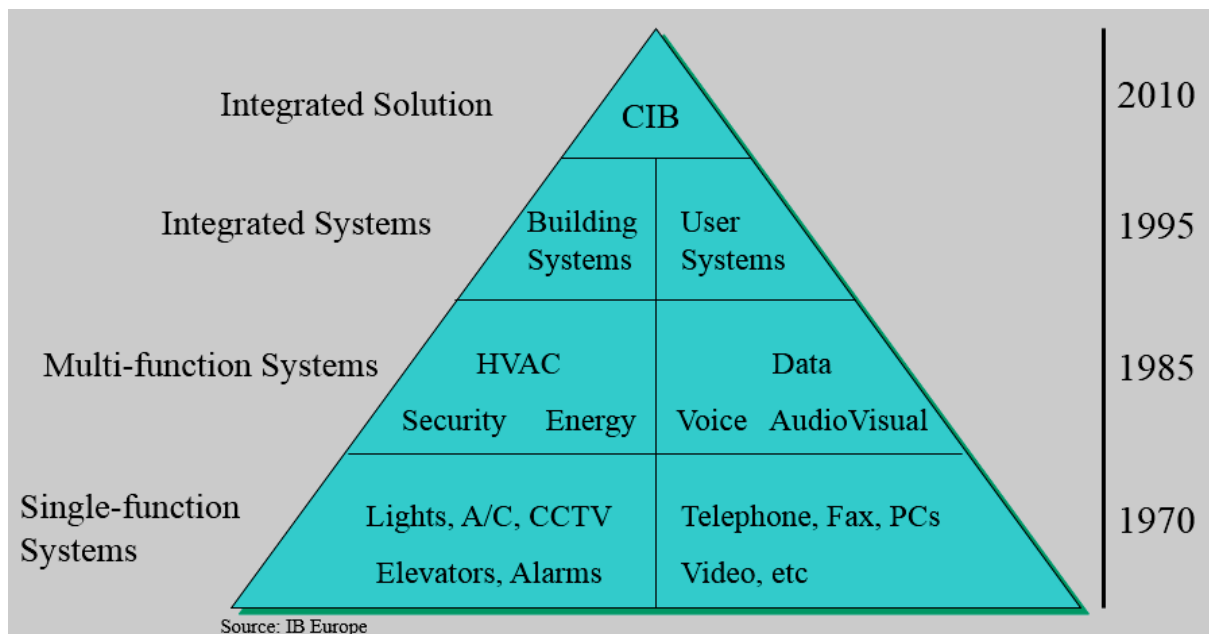 Integrated Solution
CIB
2010
Integrated Systems
Building
Systems
User
Systems
1995
Multi-function Systems
HVAC
Security Energy
Data
Voice AudioVisual
1985
Single-function
Systems
Lights, A/C, CCTV
Elevators, Alarms
Telephone, Fax, PCs
Video, etc
1970
Source: IB Europe